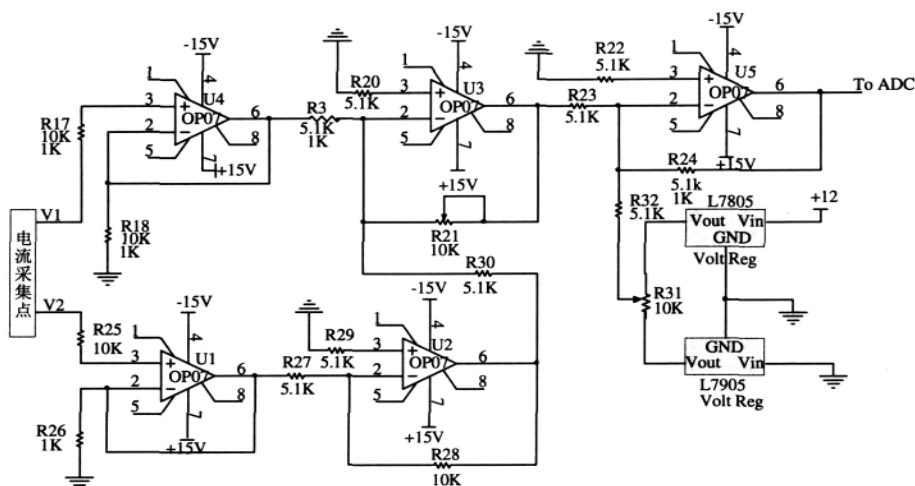 -15V
1
4
3
2
5
6
7
8
U4
OP07
+15V
R17
10K
1K
R18
10K
1K
V1
V2
电流采集点
R3
5.1K
1K
R20
5.1K
-15V
1
4
3
2
5
6
7
8
U3
OP07
+15V
R21
10K
R30
5.1K
R22
5.1K
R23
5.1K
-15V
1
4
3
2
5
6
7
8
U5
OP07
+15V
To ADC
R24
5.1k
1K
R32
5.1K
L7805
+12
Vout Vin
GND
Volt Reg
R31
10K
GND
Vout Vin
L7905
Volt Reg
R25
10K
R26
1K
-15V
1
4
3
2
5
6
7
8
U1
OP07
+15V
R27
5.1K
R29
5.1K
-15V
1
4
3
2
5
6
7
8
U2
OP07
+15V
R28
10K